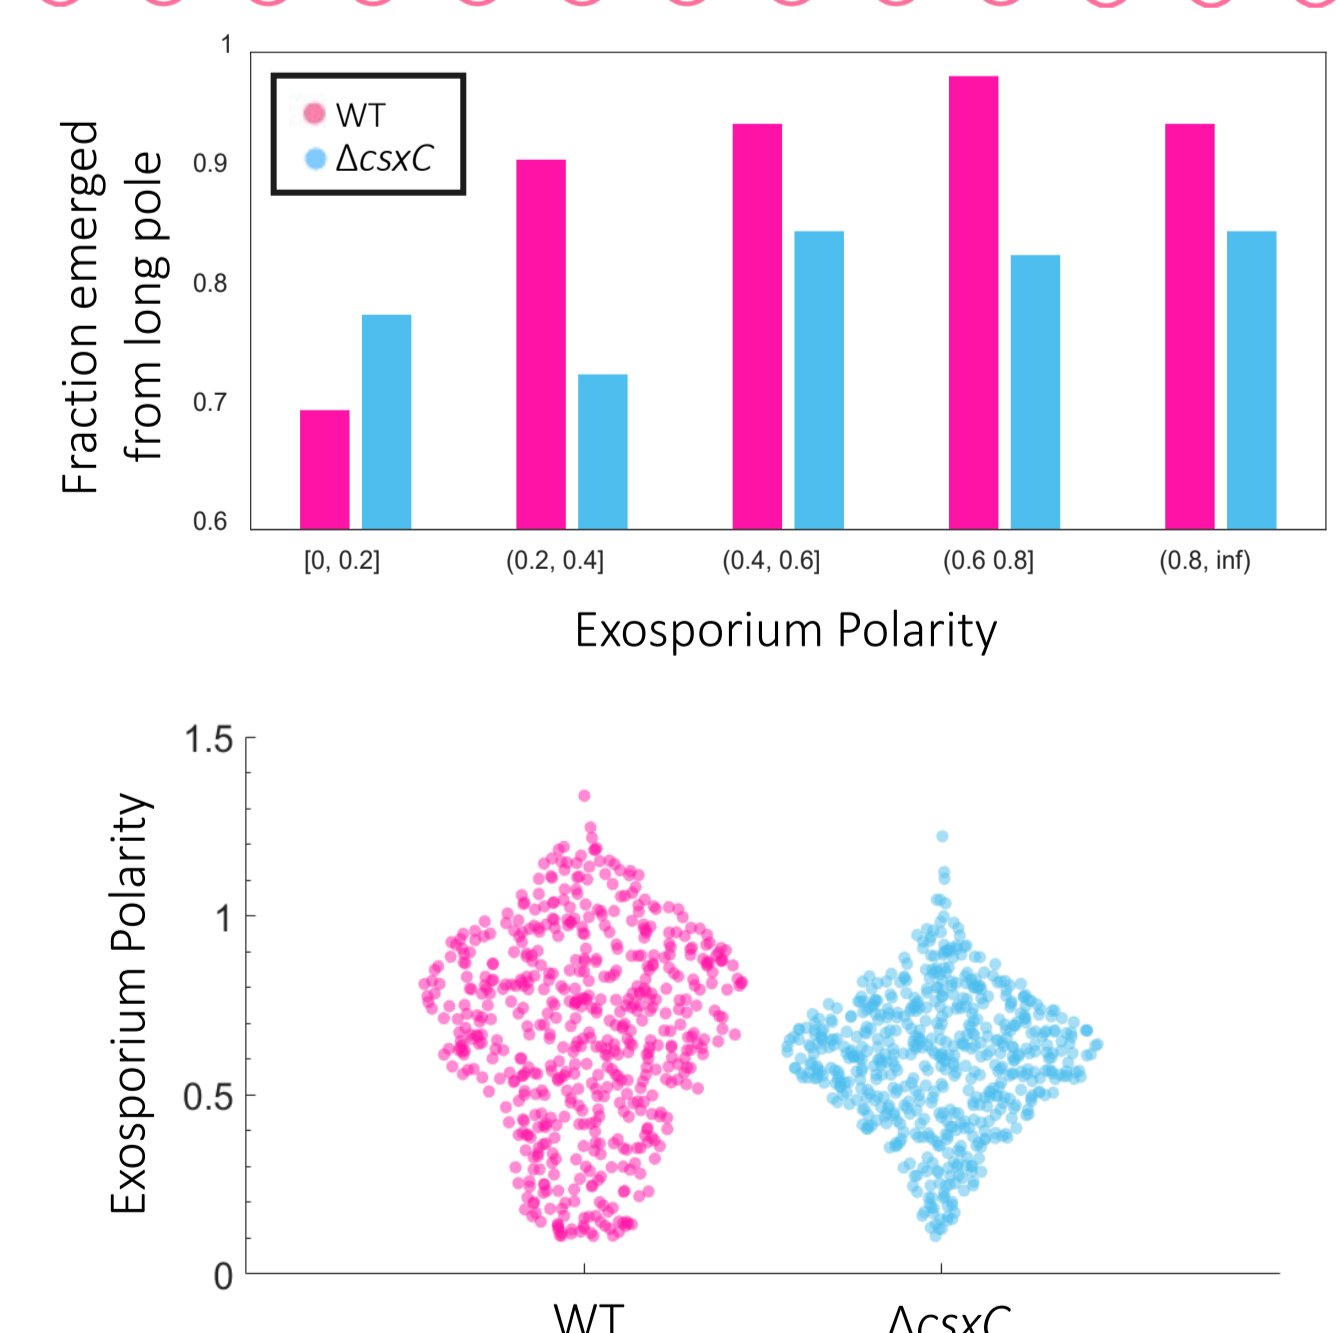 1
0.9
0.8
0.7
0.6
Fraction emerged
from long pole
WT
ΔcsxC
[0, 0.2]
(0.2, 0.4]
(0.4, 0.6]
(0.6 0.8]
(0.8, inf)
Exosporium Polarity
1.5
1
0.5
0
Exosporium Polarity
WT
ΔcsxC